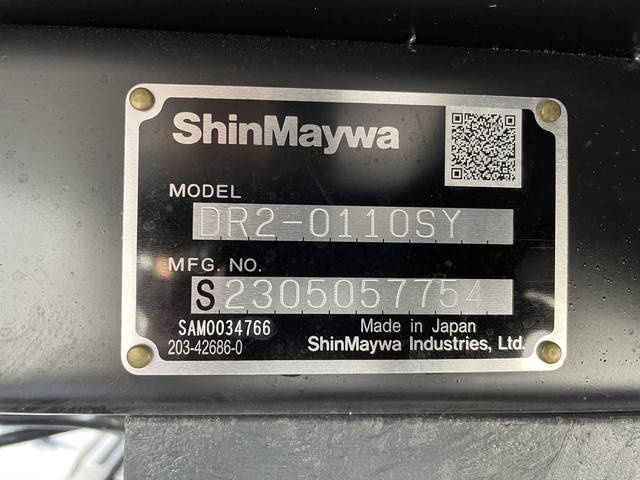 ShinMaywa
MODEL
DR2-0110SY
MFG. NO.
S2305057754
SAM0034766
Made in Japan
203-42686-0
ShinMaywa Industries, Ltd.